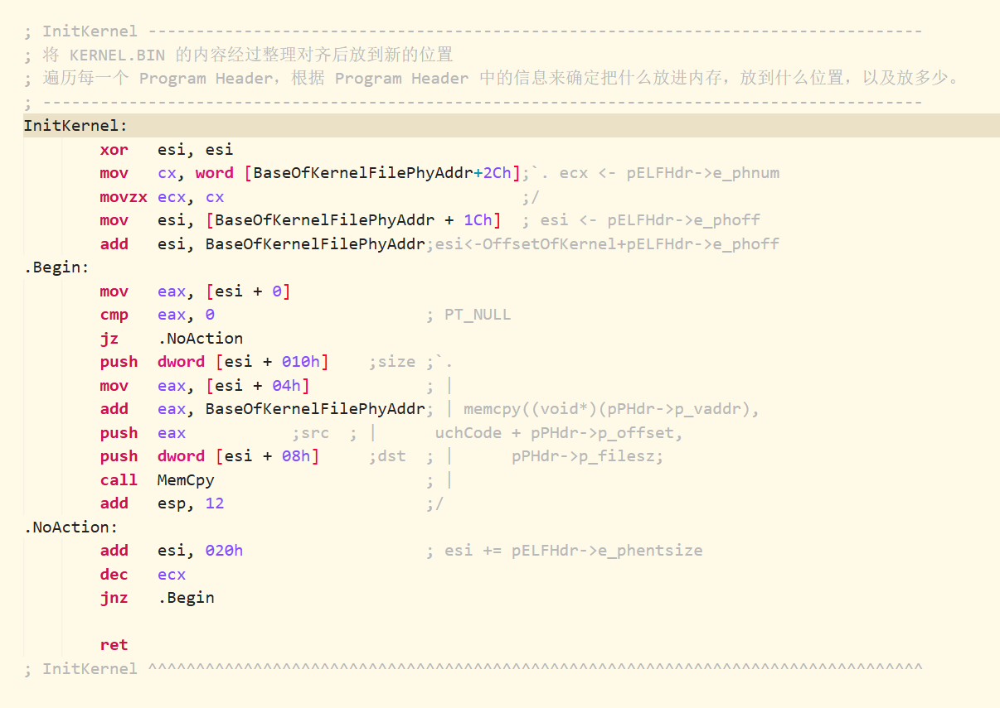 ; InitKernel ---------------------------------------------------------------------------------
; 将 KERNEL.BIN 的内容经过整理对齐后放到新的位置
; 遍历每一个 Program Header，根据 Program Header 中的信息来确定把什么放进内存，放到什么位置，以及放多少。
; --------------------------------------------------------------------------------------------
InitKernel:
        xor   esi, esi
        mov   cx, word [BaseOfKernelFilePhyAddr+2Ch];`. ecx <- pELFHdr->e_phnum
        movzx ecx, cx                               ;/
        mov   esi, [BaseOfKernelFilePhyAddr + 1Ch]  ; esi <- pELFHdr->e_phoff
        add   esi, BaseOfKernelFilePhyAddr;esi<-OffsetOfKernel+pELFHdr->e_phoff
.Begin:
        mov   eax, [esi + 0]
        cmp   eax, 0                      ; PT_NULL
        jz    .NoAction
        push  dword [esi + 010h]    ;size ;`.
        mov   eax, [esi + 04h]            ; |
        add   eax, BaseOfKernelFilePhyAddr; | memcpy((void*)(pPHdr->p_vaddr),
        push  eax           ;src  ; |      uchCode + pPHdr->p_offset,
        push  dword [esi + 08h]     ;dst  ; |      pPHdr->p_filesz;
        call  MemCpy                      ; |
        add   esp, 12                     ;/
.NoAction:
        add   esi, 020h                   ; esi += pELFHdr->e_phentsize
        dec   ecx
        jnz   .Begin
        ret
; InitKernel ^^^^^^^^^^^^^^^^^^^^^^^^^^^^^^^^^^^^^^^^^^^^^^^^^^^^^^^^^^^^^^^^^^^^^^^^^^^^^^^^^